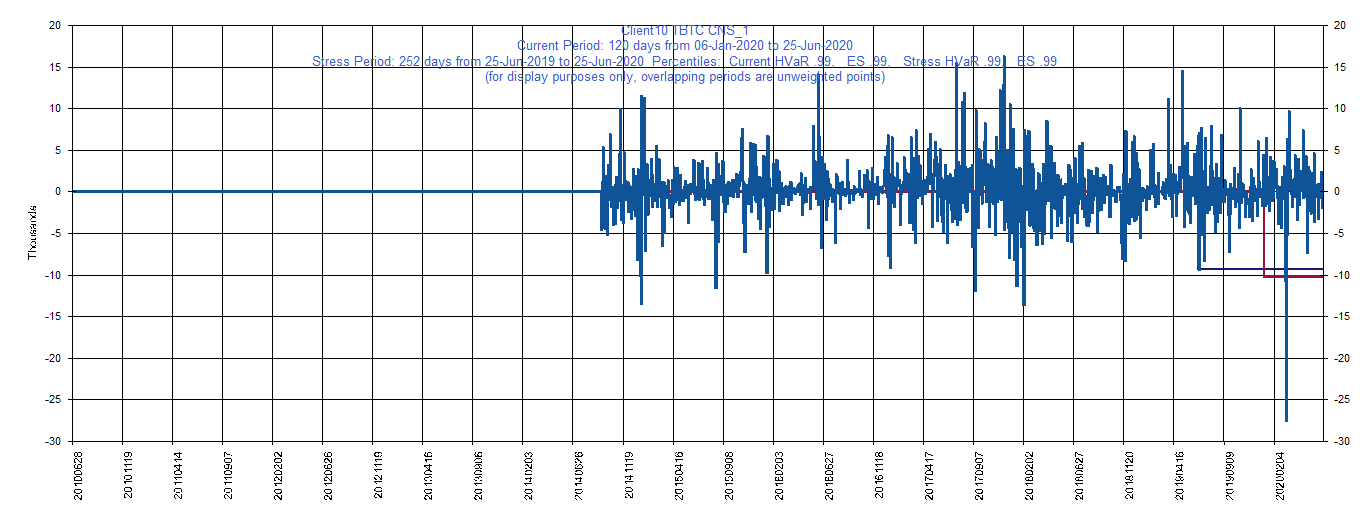 Client10 TBTC CNS_1
Current Period: 120 days from 06-Jan-2020 to 25-Jun-2020
Stress Period: 252 days from 25-Jun-2019 to 25-Jun-2020 Percentiles: Current HVaR .99, ES .99, Stress HVaR .99, ES .99
(for display purposes only, overlapping periods are unweighted points)
20 20
15 15
10 10
5 5
0 0
-5 -5
-10 -10
-15 -15
-20 -20
-25 -25
-30 -30
Thousands
20100628 20101119 20110414 20110907 20120202 20120626 20121119 20130416 20130906 20140203 20140626 20141119 20150416 20150908 20160203 20160627 20161118 20170417 20170907 20180202 20180627 20181120 20190416 20190909 20200204